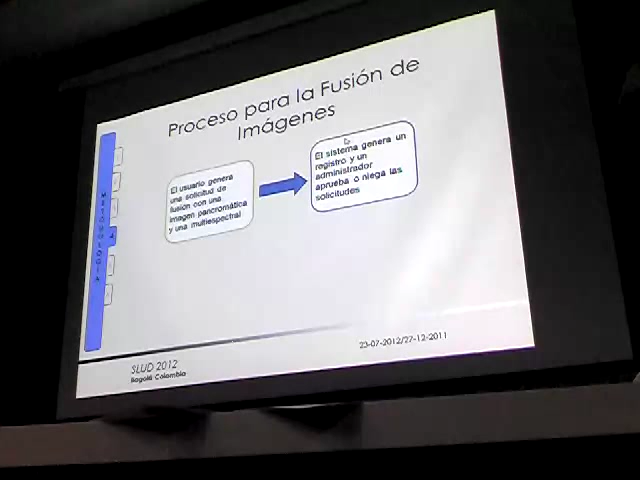 Proceso para la Fusión de
Imágenes
METODOLOGIA
El usuario genera
una solicitud de
fusión con una
imagen pancromática
y una multiespectral
El sistema genera un
registro y un
administrador
aprueba o niega las
solicitudes
SLUD 2012
Bogotá Colombia
23-07-2012/27-12-2011